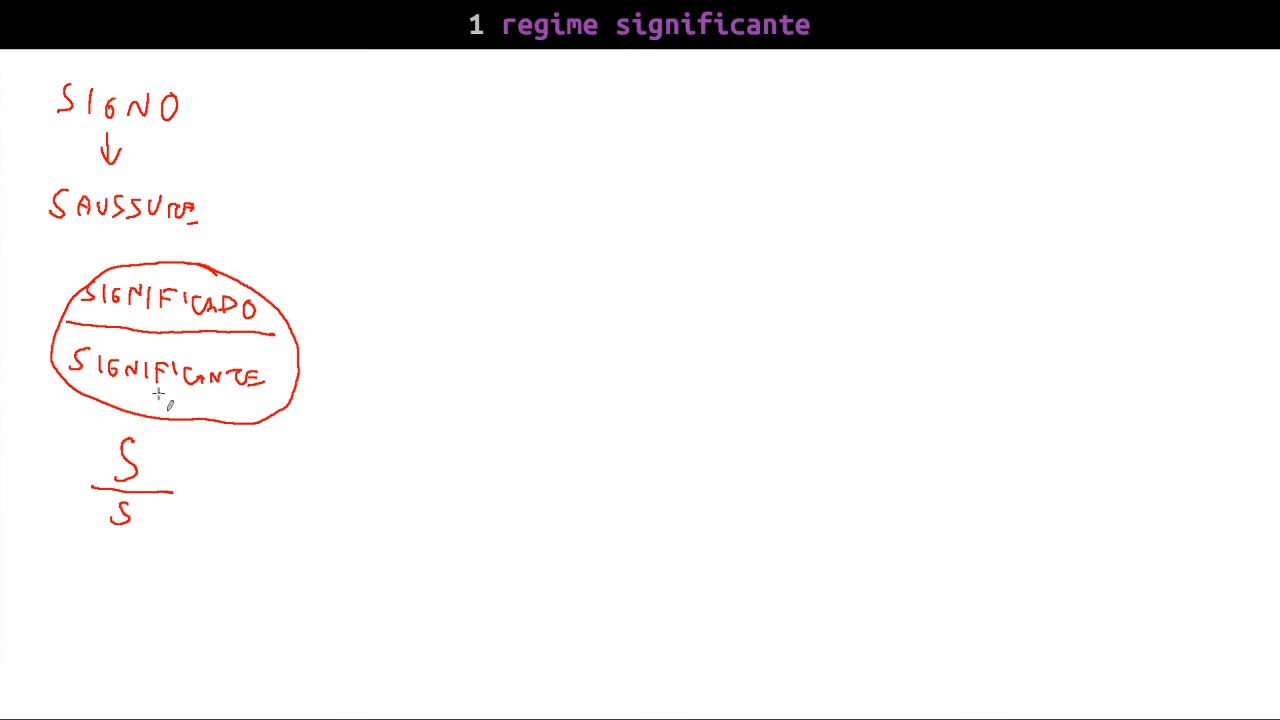 1 regime significante
SIGNO
↓
SAUSSURE
SIGNIFICADO
SIGNIFICANTE
S
s